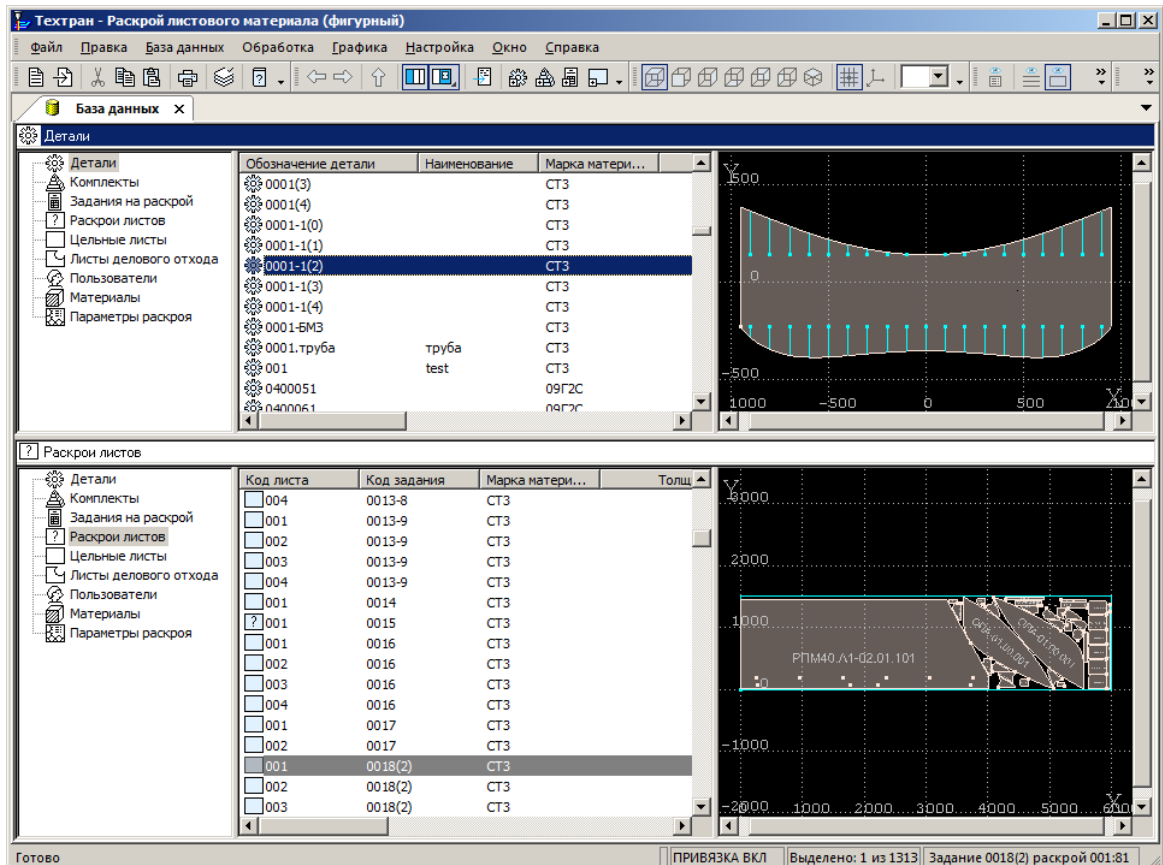 Техтран - Раскрой листового материала (фигурный)
Файл Правка База данных Обработка Графика Настройка Окно Справка
База данных
Детали
Детали
Комплекты
Задания на раскрой
Раскрои листов
Цельные листы
Листы делового отхода
Пользователи
Материалы
Параметры раскроя
Обозначение детали Наименование Марка матери...
0001(3) СТ3
0001(4) СТ3
0001-1(0) СТ3
0001-1(1) СТ3
0001-1(2) СТ3
0001-1(3) СТ3
0001-1(4) СТ3
0001-БМЗ СТ3
0001.труба труба СТ3
001 test СТ3
0400051 09Г2С
0400061 09Г2С
Y
500
0
-500
1000 -500 0 500
X
Раскрои листов
Детали
Комплекты
Задания на раскрой
Раскрои листов
Цельные листы
Листы делового отхода
Пользователи
Материалы
Параметры раскроя
Код листа Код задания Марка матери... Толщ
004 0013-8 СТ3
001 0013-9 СТ3
002 0013-9 СТ3
003 0013-9 СТ3
004 0013-9 СТ3
001 0014 СТ3
001 0015 СТ3
001 0016 СТ3
002 0016 СТ3
003 0016 СТ3
004 0016 СТ3
001 0017 СТ3
002 0017 СТ3
001 0018(2) СТ3
002 0018(2) СТ3
003 0018(2) СТ3
Y
3000
2000
1000
РПМ40.Л1-02.01.101
0
-1000
-2000 1000 2000 3000 4000 5000
X
Готово
ПРИВЯЗКА ВКЛ Выделено: 1 из 1313 Задание 0018(2) раскрой 001:81